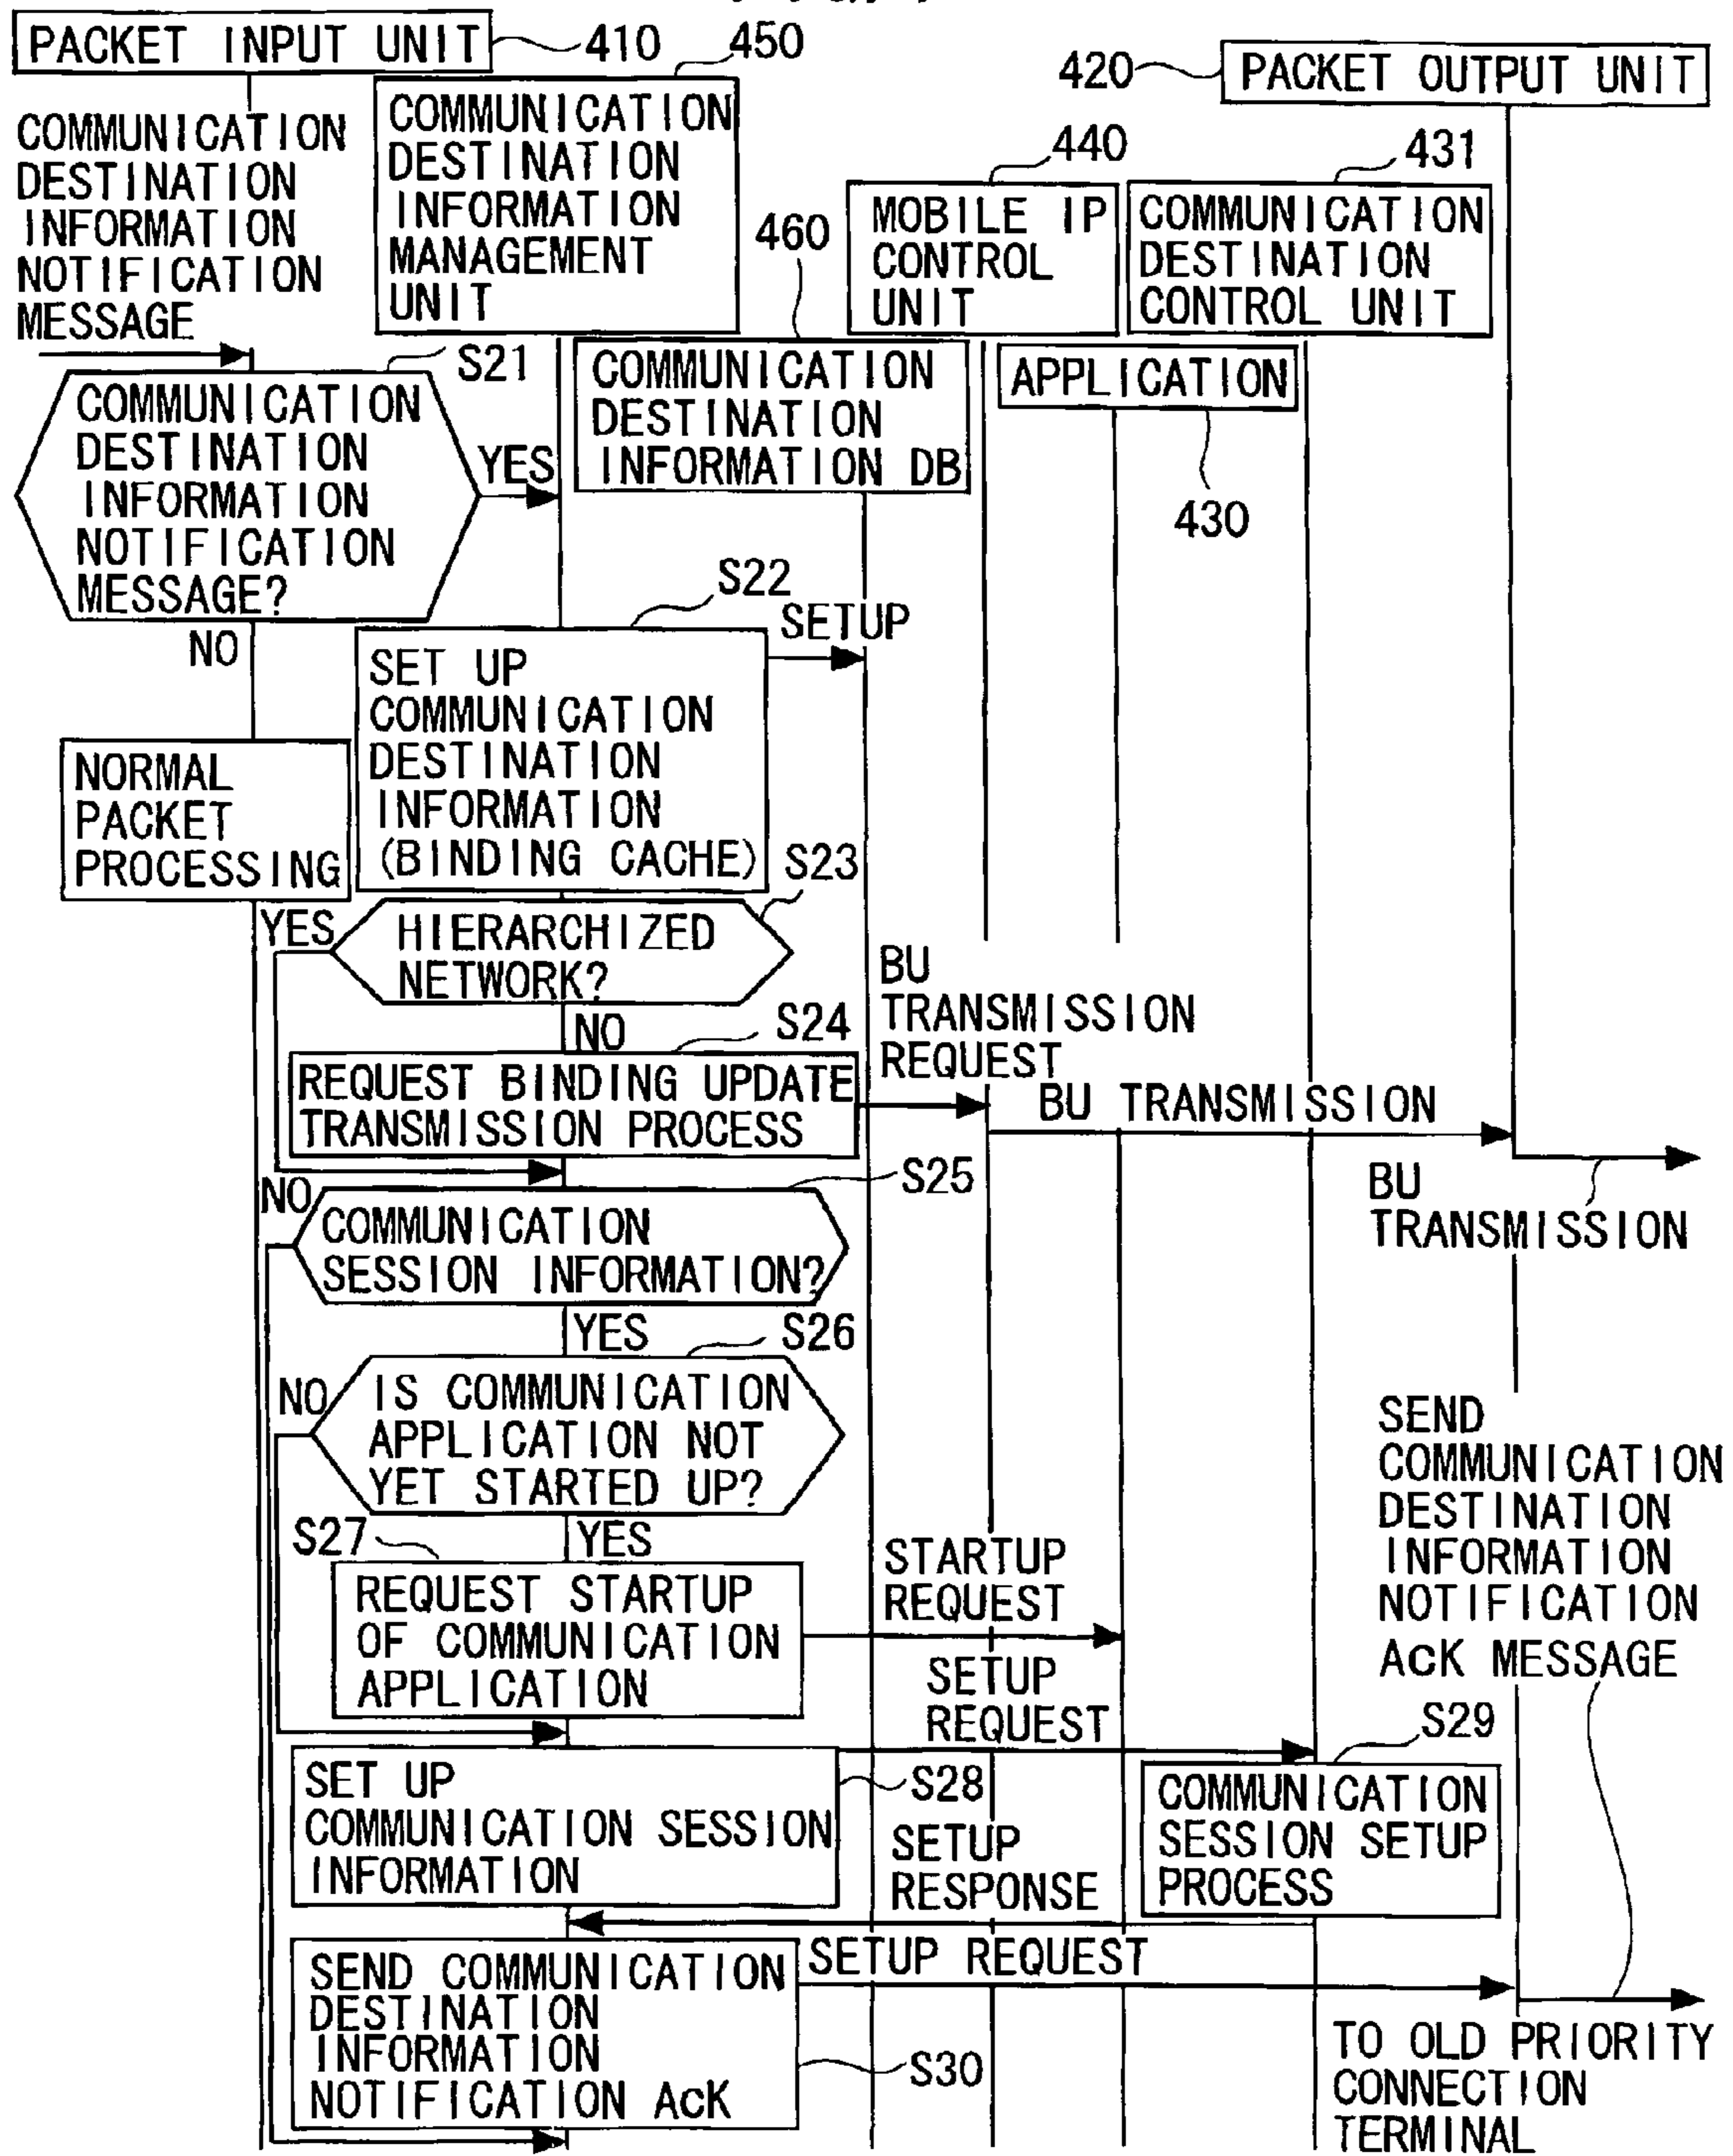 PACKET INPUT UNIT
410
450
COMMUNICATION
DESTINATION
INFORMATION
MANAGEMENT
UNIT
420
PACKET OUTPUT UNIT
COMMUNICATION
DESTINATION
INFORMATION
NOTIFICATION
MESSAGE
440
MOBILE IP
CONTROL
UNIT
431
COMMUNICATION
DESTINATION
CONTROL UNIT
460
COMMUNICATION
DESTINATION
INFORMATION DB
APPLICATION
430
S21
COMMUNICATION
DESTINATION
INFORMATION
NOTIFICATION
MESSAGE?
YES
NO
S22
SETUP
SET UP
COMMUNICATION
DESTINATION
INFORMATION
(BINDING CACHE)
NORMAL
PACKET
PROCESSING
S23
YES
HIERARCHIZED
NETWORK?
NO
S24
REQUEST BINDING UPDATE
TRANSMISSION PROCESS
BU
TRANSMISSION
REQUEST
BU TRANSMISSION
BU
TRANSMISSION
S25
NO
COMMUNICATION
SESSION INFORMATION?
YES
S26
NO
IS COMMUNICATION
APPLICATION NOT
YET STARTED UP?
YES
S27
REQUEST STARTUP
OF COMMUNICATION
APPLICATION
STARTUP
REQUEST
SETUP
REQUEST
SEND
COMMUNICATION
DESTINATION
INFORMATION
NOTIFICATION
AcK MESSAGE
S28
SET UP
COMMUNICATION SESSION
INFORMATION
S29
COMMUNICATION
SESSION SETUP
PROCESS
SETUP
RESPONSE
SETUP REQUEST
SEND COMMUNICATION
DESTINATION
INFORMATION
NOTIFICATION AcK
S30
TO OLD PRIORITY
CONNECTION
TERMINAL